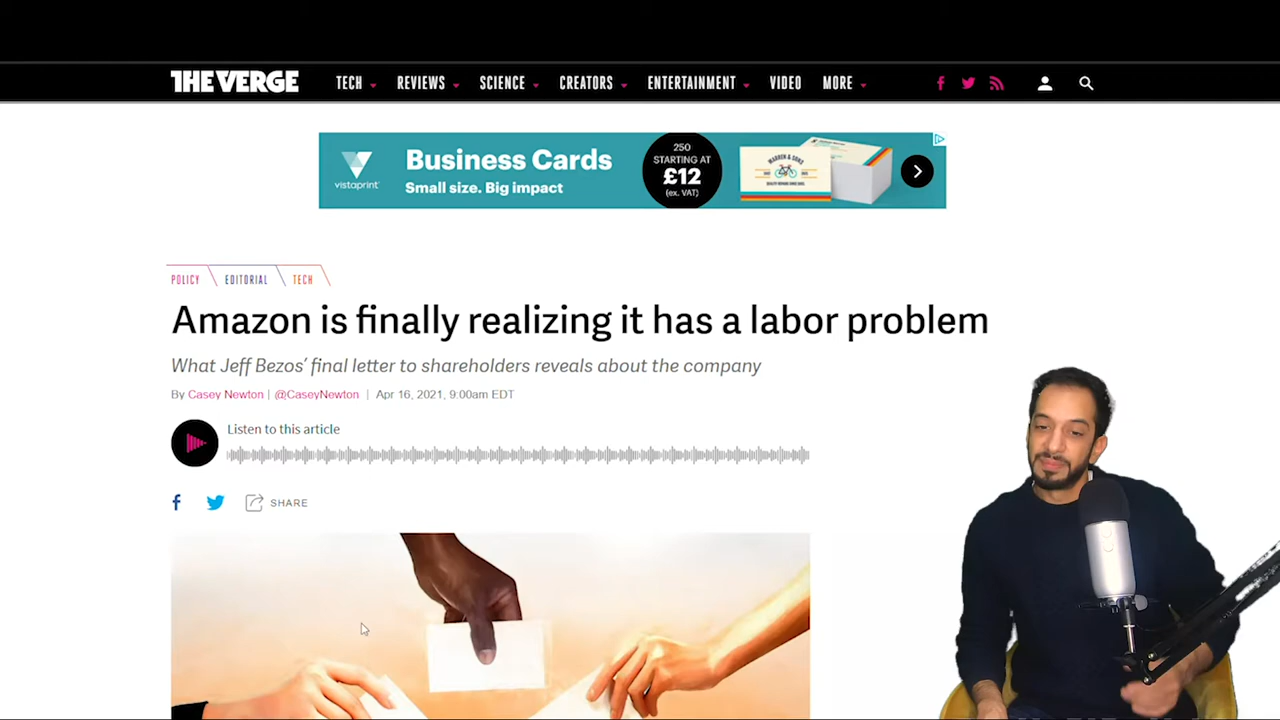 THE VERGE
TECH
REVIEWS
SCIENCE
CREATORS
ENTERTAINMENT
VIDEO
MORE
vistaprint
Business Cards
Small size. Big impact
250
STARTING AT
£12
(ex. VAT)
WARREN & SONS
POLICY
EDITORIAL
TECH
Amazon is finally realizing it has a labor problem
What Jeff Bezos’ final letter to shareholders reveals about the company
By Casey Newton | @CaseyNewton | Apr 16, 2021, 9:00am EDT
Listen to this article
SHARE